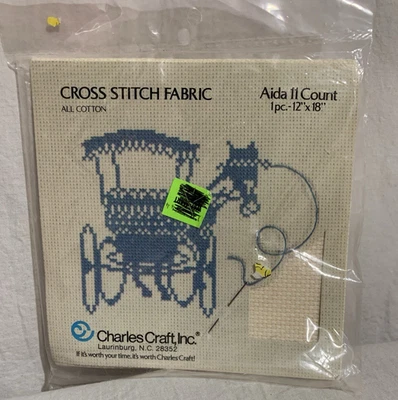 CROSS STITCH FABRIC
ALL COTTON
Aida 11 Count
1 pc.-12"x 18"
Charles Craft, Inc.®
Laurinburg, N.C. 28352
If it's worth your time, it's worth Charles Craft!